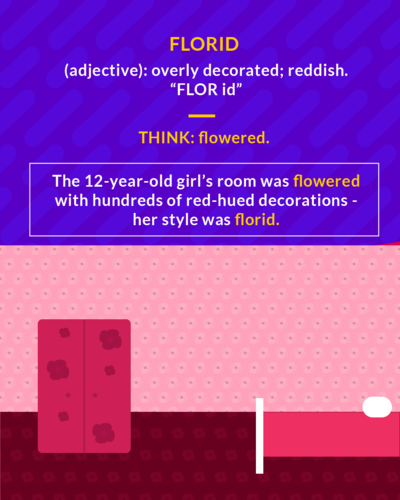 FLORID
(adjective): overly decorated; reddish.
“FLOR id”
THINK: flowered.
The 12-year-old girl’s room was flowered
with hundreds of red-hued decorations -
her style was florid.